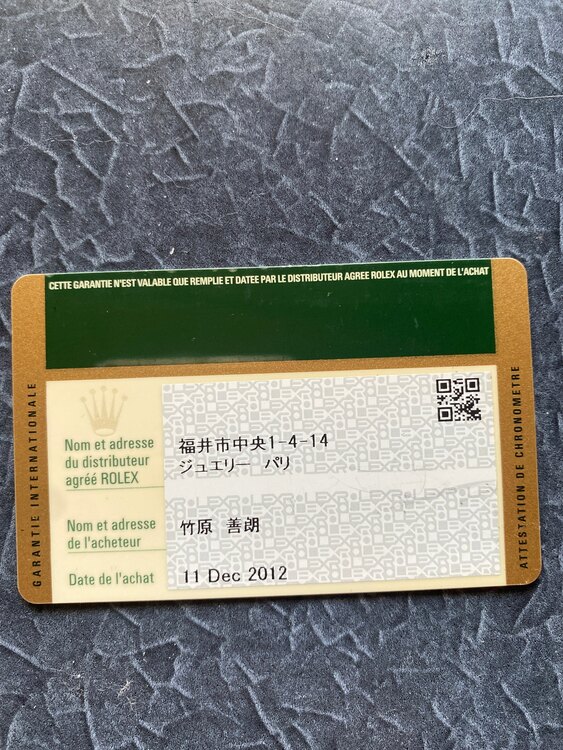 CETTE GARANTIE N'EST VALABLE QUE REMPLIE ET DATEE PAR LE DISTRIBUTEUR AGREE ROLEX AU MOMENT DE L'ACHAT
GARANTIE INTERNATIONALE
Nom et adresse
du distributeur
agréé ROLEX
福井市中央1-4-14
ジュエリー パリ
Nom et adresse
de l'acheteur
竹原 善朗
Date de l'achat
11 Dec 2012
ATTESTATION DE CHRONOMETRE